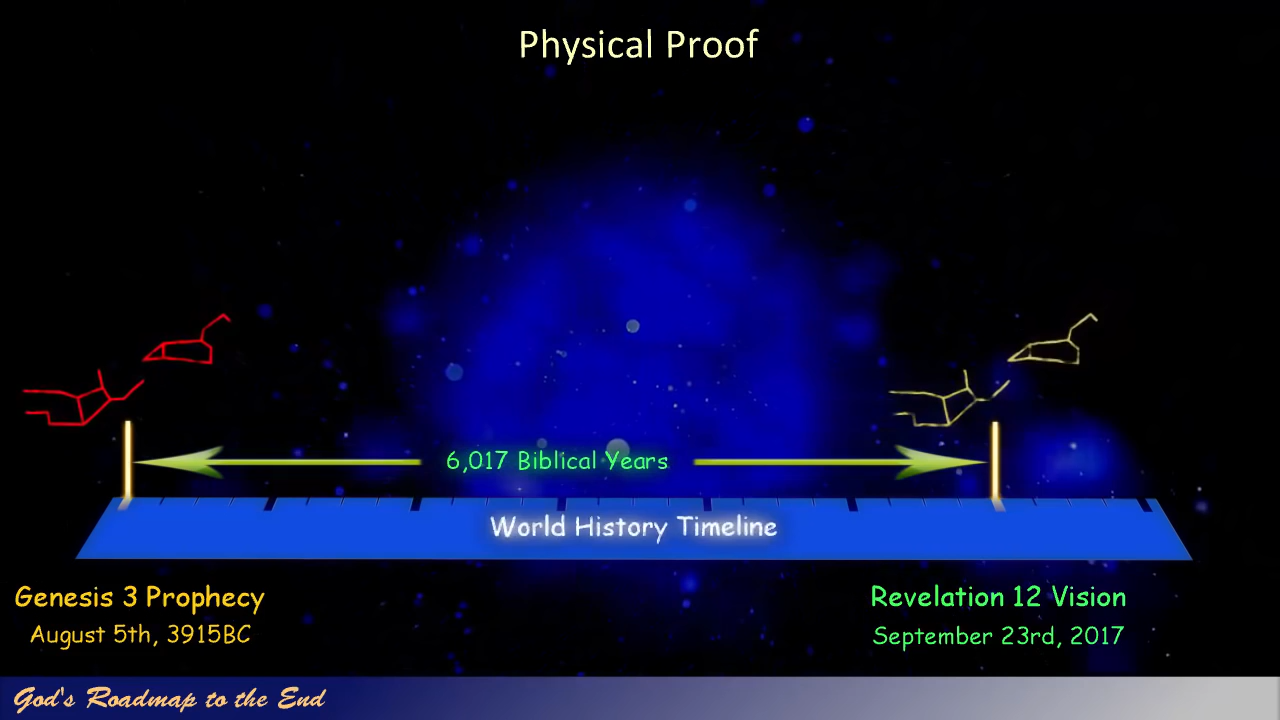 Physical Proof
6,017 Biblical Years
World History Timeline
Genesis 3 Prophecy
August 5th, 3915BC
Revelation 12 Vision
September 23rd, 2017
God's Roadmap to the End